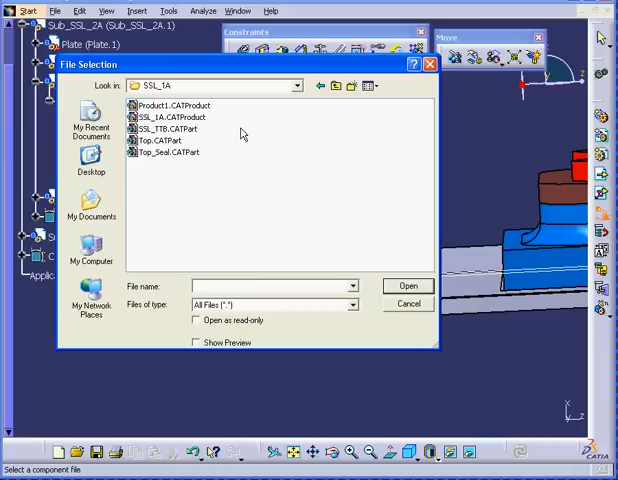 Start File Edit View Insert Tools Analyze Window Help
Sub_SSL_2A (Sub_SSL_2A.1)
Plate (Plate.1)
Constraints
Move
File Selection
Look in: SSL_1A
My Recent Documents
Desktop
My Documents
My Computer
My Network Places
Product1.CATProduct
SSL_1A.CATProduct
SSL_TTB.CATPart
Top.CATPart
Top_Seal.CATPart
File name:
Open
Files of type: All Files (*.*)
Cancel
Open as read-only
Show Preview
Su
C
Applic
x
y
x
y z
CATIA
Select a component file